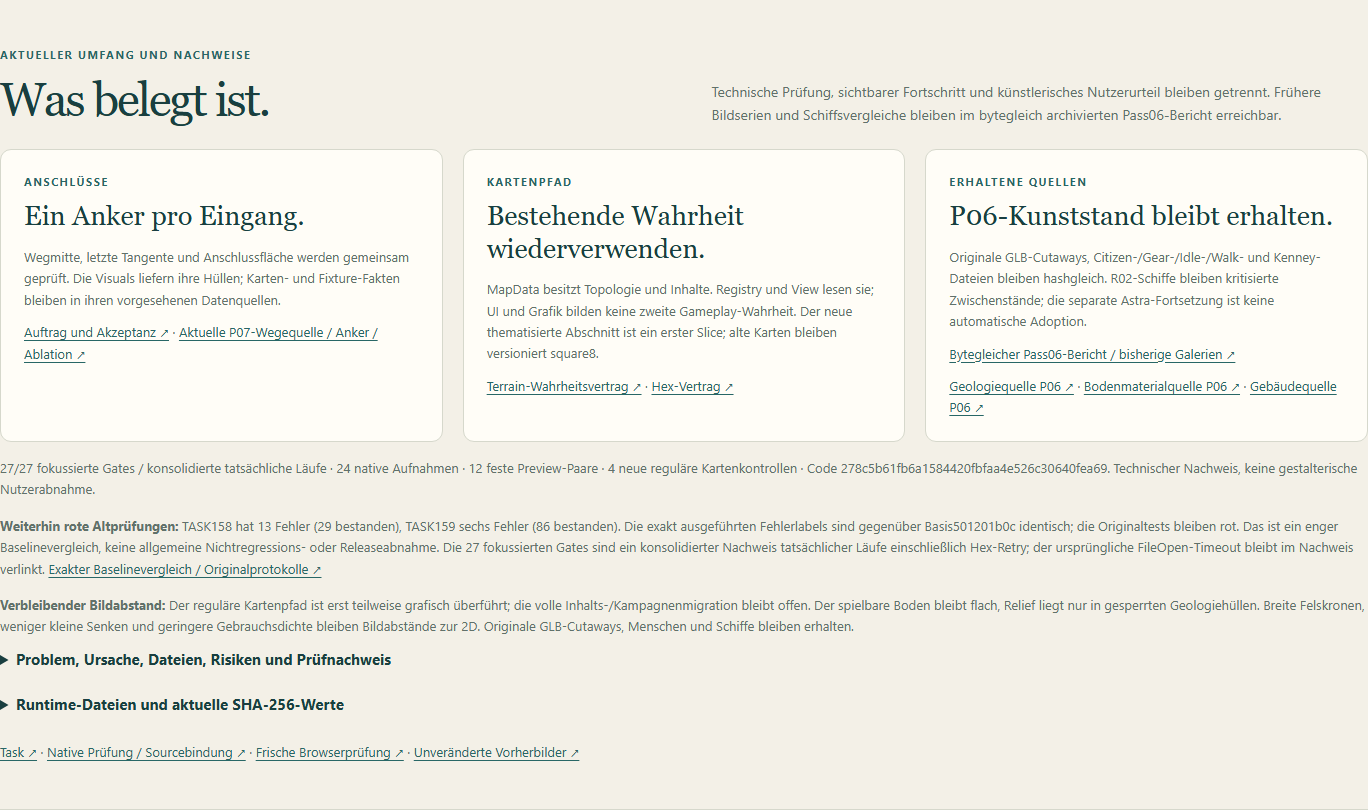 AKTUELLER UMFANG UND NACHWEISE
Was belegt ist.
Technische Prüfung, sichtbarer Fortschritt und künstlerisches Nutzerurteil bleiben getrennt. Frühere
Bildserien und Schiffsvergleiche bleiben im bytegleich archivierten Pass06-Bericht erreichbar.
ANSCHLÜSSE
Ein Anker pro Eingang.
Wegmitte, letzte Tangente und Anschlussfläche werden gemeinsam
geprüft. Die Visuals liefern ihre Hüllen; Karten- und Fixture-Fakten
bleiben in ihren vorgesehenen Datenquellen.
Auftrag und Akzeptanz ↗ · Aktuelle P07-Wegequelle / Anker /
Ablation ↗
KARTENPFAD
Bestehende Wahrheit
wiederverwenden.
MapData besitzt Topologie und Inhalte. Registry und View lesen sie;
UI und Grafik bilden keine zweite Gameplay-Wahrheit. Der neue
thematisierte Abschnitt ist ein erster Slice; alte Karten bleiben
versioniert square8.
Terrain-Wahrheitsvertrag ↗ · Hex-Vertrag ↗
ERHALTENE QUELLEN
P06-Kunststand bleibt erhalten.
Originale GLB-Cutaways, Citizen-/Gear-/Idle-/Walk- und Kenney-
Dateien bleiben hashgleich. R02-Schiffe bleiben kritisierte
Zwischenstände; die separate Astra-Fortsetzung ist keine
automatische Adoption.
Bytegleicher Pass06-Bericht / bisherige Galerien ↗
Geologiequelle P06 ↗ · Bodenmaterialquelle P06 ↗ · Gebäudequelle
P06 ↗
27/27 fokussierte Gates / konsolidierte tatsächliche Läufe · 24 native Aufnahmen · 12 feste Preview-Paare · 4 neue reguläre Kartenkontrollen · Code 278c5b61fb6a1584420fbfaa4e526c30640fea69. Technischer Nachweis, keine gestalterische
Nutzerabnahme.
Weiterhin rote Altprüfungen: TASK158 hat 13 Fehler (29 bestanden), TASK159 sechs Fehler (86 bestanden). Die exakt ausgeführten Fehlerlabels sind gegenüber Basis501201b0c identisch; die Originaltests bleiben rot. Das ist ein enger
Baselinevergleich, keine allgemeine Nichtregressions- oder Releaseabnahme. Die 27 fokussierten Gates sind ein konsolidierter Nachweis tatsächlicher Läufe einschließlich Hex-Retry; der ursprüngliche FileOpen-Timeout bleibt im Nachweis
verlinkt. Exakter Baselinevergleich / Originalprotokolle ↗
Verbleibender Bildabstand: Der reguläre Kartenpfad ist erst teilweise grafisch überführt; die volle Inhalts-/Kampagnenmigration bleibt offen. Der spielbare Boden bleibt flach, Relief liegt nur in gesperrten Geologiehüllen. Breite Felskronen,
weniger kleine Senken und geringere Gebrauchsdichte bleiben Bildabstände zur 2D. Originale GLB-Cutaways, Menschen und Schiffe bleiben erhalten.
▶ Problem, Ursache, Dateien, Risiken und Prüfnachweis
▶ Runtime-Dateien und aktuelle SHA-256-Werte
Task ↗ · Native Prüfung / Sourcebindung ↗ · Frische Browserprüfung ↗ · Unveränderte Vorherbilder ↗